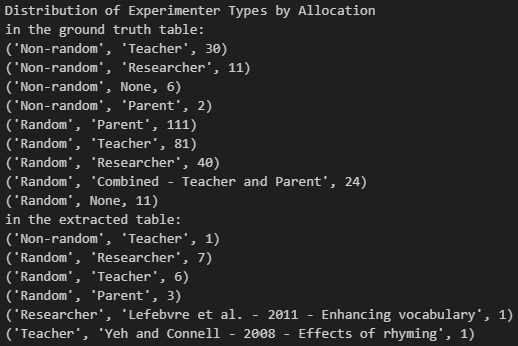 Distribution of Experimenter Types by Allocation
in the ground truth table:
('Non-random', 'Teacher', 30)
('Non-random', 'Researcher', 11)
('Non-random', None, 6)
('Non-random', 'Parent', 2)
('Random', 'Parent', 111)
('Random', 'Teacher', 81)
('Random', 'Researcher', 40)
('Random', 'Combined - Teacher and Parent', 24)
('Random', None, 11)
in the extracted table:
('Non-random', 'Teacher', 1)
('Random', 'Researcher', 7)
('Random', 'Teacher', 6)
('Random', 'Parent', 3)
('Researcher', 'Lefebvre et al. - 2011 - Enhancing vocabulary', 1)
('Teacher', 'Yeh and Connell - 2008 - Effects of rhyming', 1)